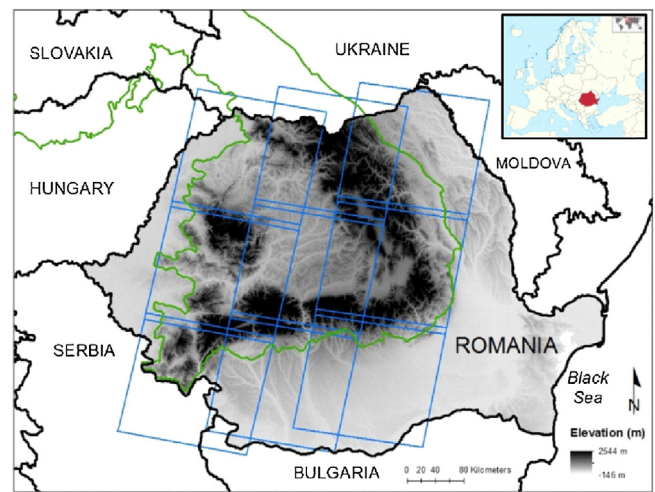 SLOVAKIA
UKRAINE
MOLDOVA
HUNGARY
SERBIA
ROMANIA
Black
Sea
N
Elevation (m)
2544 m
-146 m
BULGARIA
0 20 40 80 Kilometers